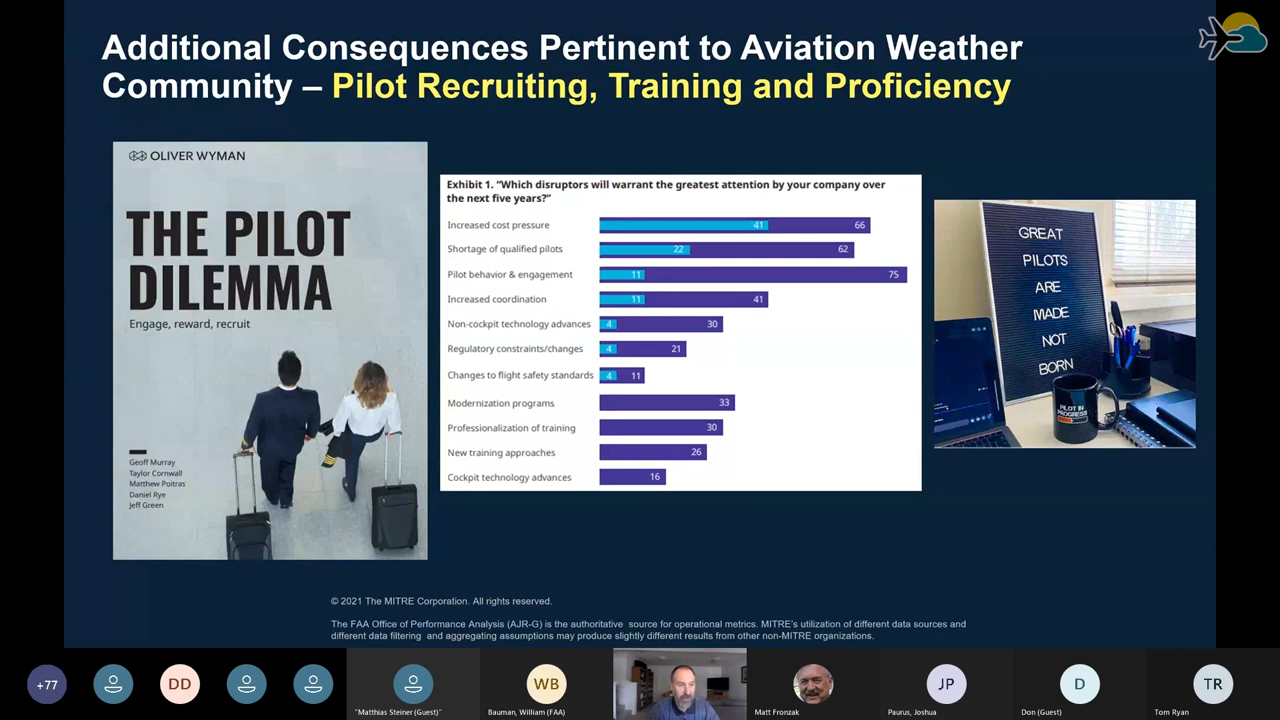 Additional Consequences Pertinent to Aviation Weather
Community – Pilot Recruiting, Training and Proficiency
OLIVER WYMAN
THE PILOT
DILEMMA
Engage, reward, recruit
Geoff Murray
Taylor Cornwall
Matthew Poitras
Daniel Rye
Jeff Green
Exhibit 1. "Which disruptors will warrant the greatest attention by your company over
the next five years?"
Increased cost pressure 41 66
Shortage of qualified pilots 22 62
Pilot behavior & engagement 11 75
Increased coordination 11 41
Non-cockpit technology advances 4 30
Regulatory constraints/changes 4 21
Changes to flight safety standards 4 11
Modernization programs 33
Professionalization of training 30
New training approaches 26
Cockpit technology advances 16
GREAT
PILOTS
ARE
MADE
NOT
BORN
PILOT IN
PROGRESS
© 2021 The MITRE Corporation. All rights reserved.
The FAA Office of Performance Analysis (AJR-G) is the authoritative source for operational metrics. MITRE's utilization of different data sources and
different data filtering and aggregating assumptions may produce slightly different results from other non-MITRE organizations.
+77
DD
"Matthias Steiner(Guest)"
WB
Bauman, William (FAA)
Matt Fronzak
JP
Paurus, Joshua
D
Don (Guest)
TR
Tom Ryan